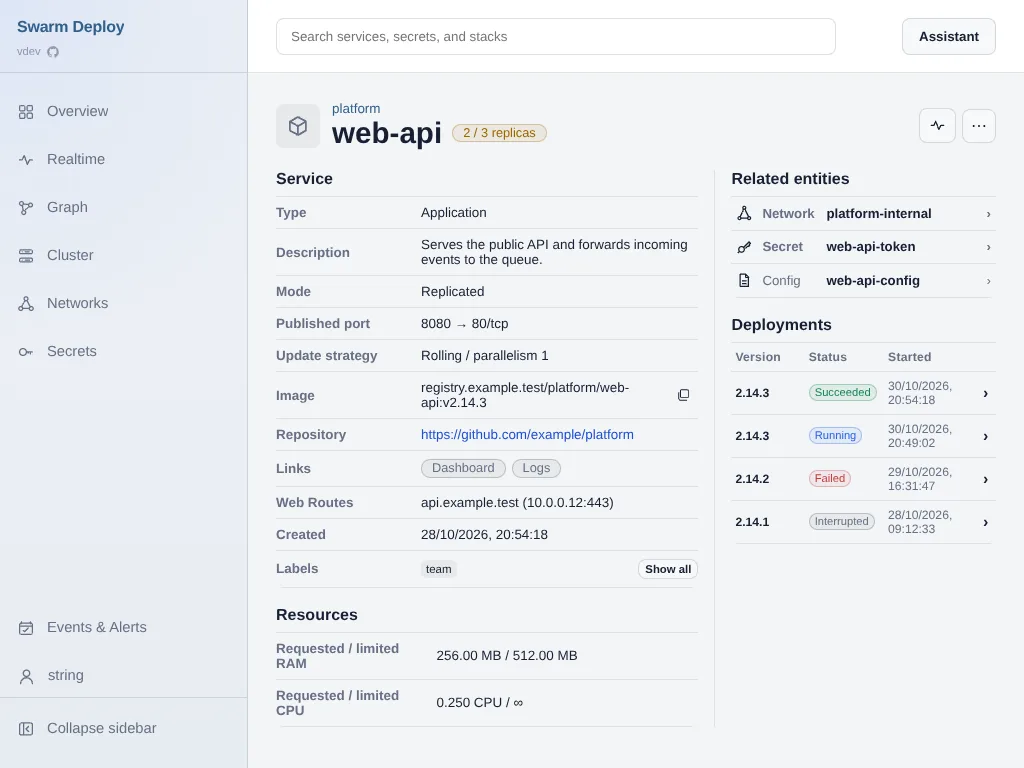 Swarm Deploy
vdev
Search services, secrets, and stacks
Assistant
Overview
Realtime
Graph
Cluster
Networks
Secrets
Events & Alerts
string
Collapse sidebar
platform
web-api
2 / 3 replicas
Service
Type Application
Description Serves the public API and forwards incoming
events to the queue.
Mode Replicated
Published port 8080 → 80/tcp
Update strategy Rolling / parallelism 1
Image registry.example.test/platform/web-
api:v2.14.3
Repository https://github.com/example/platform
Links Dashboard Logs
Web Routes api.example.test (10.0.0.12:443)
Created 28/10/2026, 20:54:18
Labels team Show all
Resources
Requested / limited
RAM
256.00 MB / 512.00 MB
Requested / limited
CPU
0.250 CPU / ∞
Related entities
Network platform-internal ›
Secret web-api-token ›
Config web-api-config ›
Deployments
Version Status Started
2.14.3 Succeeded 30/10/2026,
20:54:18 ›
2.14.3 Running 30/10/2026,
20:49:02 ›
2.14.2 Failed 29/10/2026,
16:31:47 ›
2.14.1 Interrupted 28/10/2026,
09:12:33 ›